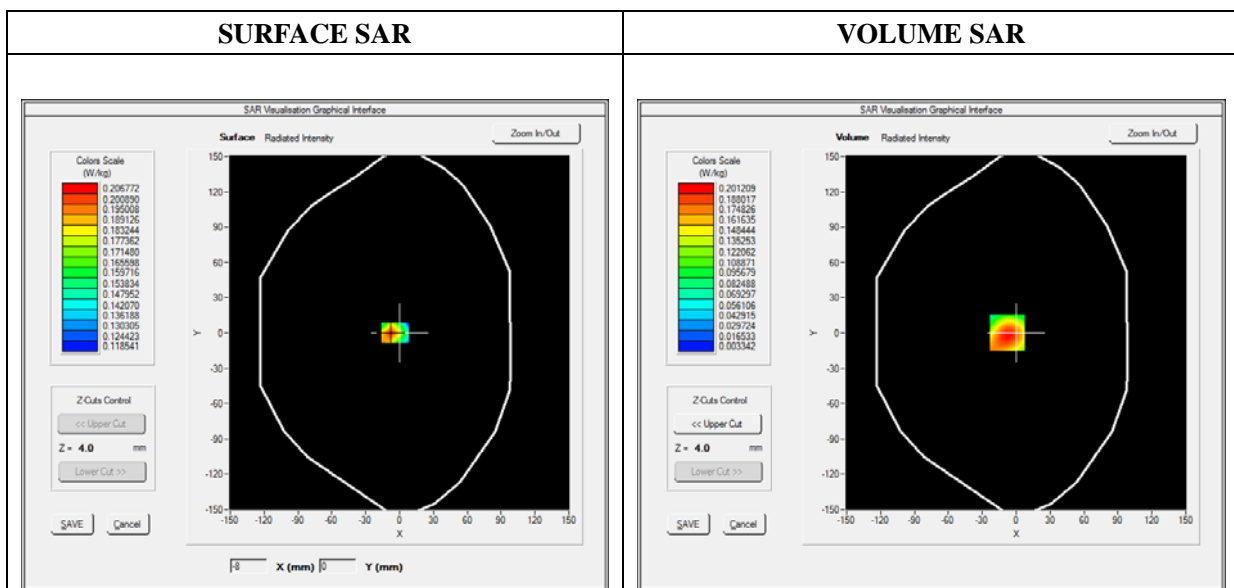 SURFACE SAR
VOLUME SAR
SAR Visualisation Graphical Interface
Surface Radiated Intensity
Zoom In/Out
Colors Scale
(W/kg)
0.206772
0.200890
0.195008
0.189126
0.183244
0.177362
0.171480
0.165598
0.159716
0.153834
0.147952
0.142070
0.136188
0.130305
0.124423
0.118541
Z-Cuts Control
<< Upper Cut
Z = 4.0 mm
Lower Cut >>
SAVE Cancel
150
120
90
60
30
0
-30
-60
-90
-120
-150
Y
-150 -120 -90 -60 -30 0 30 60 90 120 150
X
-8 X (mm) 0 Y (mm)
SAR Visualisation Graphical Interface
Volume Radiated Intensity
Zoom In/Out
Colors Scale
(W/kg)
0.201209
0.188017
0.174826
0.161635
0.148444
0.135253
0.122062
0.108871
0.095679
0.082488
0.069297
0.056106
0.042915
0.029724
0.016533
0.003342
Z-Cuts Control
<< Upper Cut
Z = 4.0 mm
Lower Cut >>
SAVE Cancel
150
120
90
60
30
0
-30
-60
-90
-120
-150
Y
-150 -120 -90 -60 -30 0 30 60 90 120 150
X